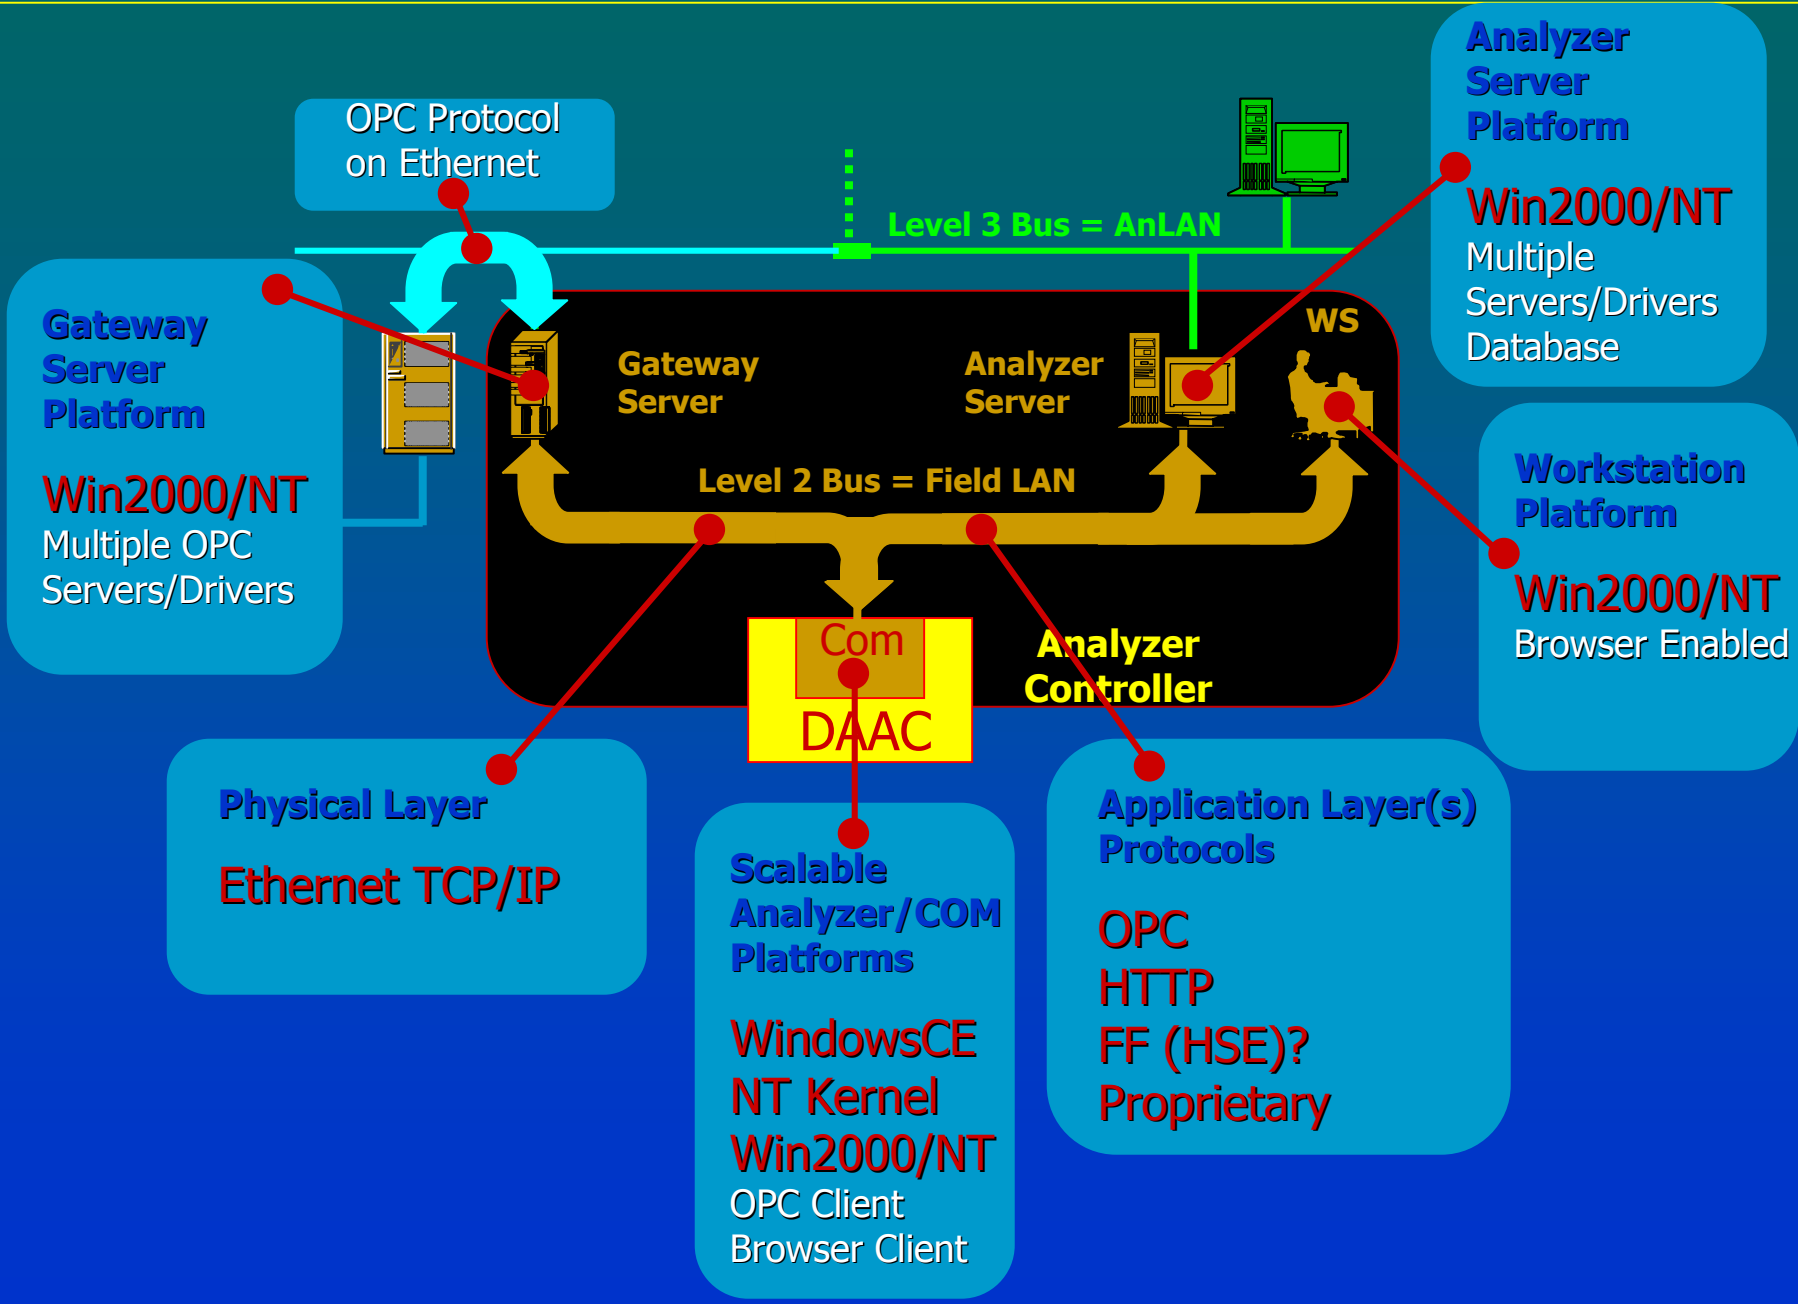 Analyzer
Server
Platform
Win2000/NT
Multiple
Servers/Drivers
Database
OPC Protocol
on Ethernet
Level 3 Bus = AnLAN
Gateway
Server
Platform
Win2000/NT
Multiple OPC
Servers/Drivers
Gateway
Server
Analyzer
Server
WS
Level 2 Bus = Field LAN
Workstation
Platform
Win2000/NT
Browser Enabled
Com
DAAC
Analyzer
Controller
Physical Layer
Ethernet TCP/IP
Scalable
Analyzer/COM
Platforms
WindowsCE
NT Kernel
Win2000/NT
OPC Client
Browser Client
Application Layer(s)
Protocols
OPC
HTTP
FF (HSE)?
Proprietary